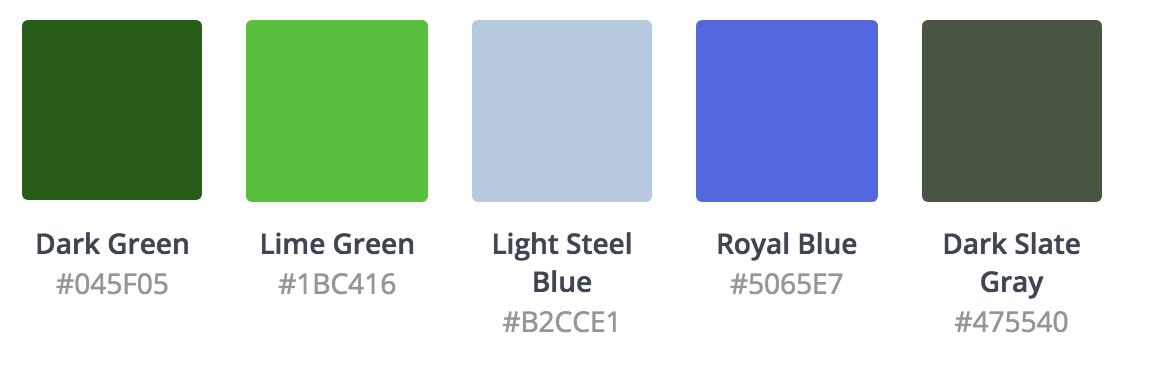 Dark Green
#045F05
Lime Green
#1BC416
Light Steel
Blue
#B2CCE1
Royal Blue
#5065E7
Dark Slate
Gray
#475540